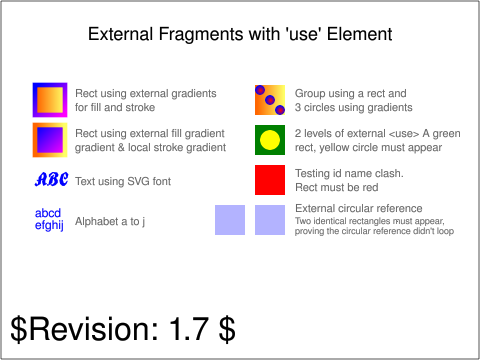 External Fragments with 'use' Element
Rect using external gradients
for fill and stroke
Rect using external fill gradient
gradient & local stroke gradient
ABC
Text using SVG font
abcd
efghij
Alphabet a to j
Group using a rect and
3 circles using gradients
2 levels of external <use> A green
rect, yellow circle must appear
Testing id name clash.
Rect must be red
External circular reference
Two identical rectangles must appear,
proving the circular reference didn't loop
$Revision: 1.7 $